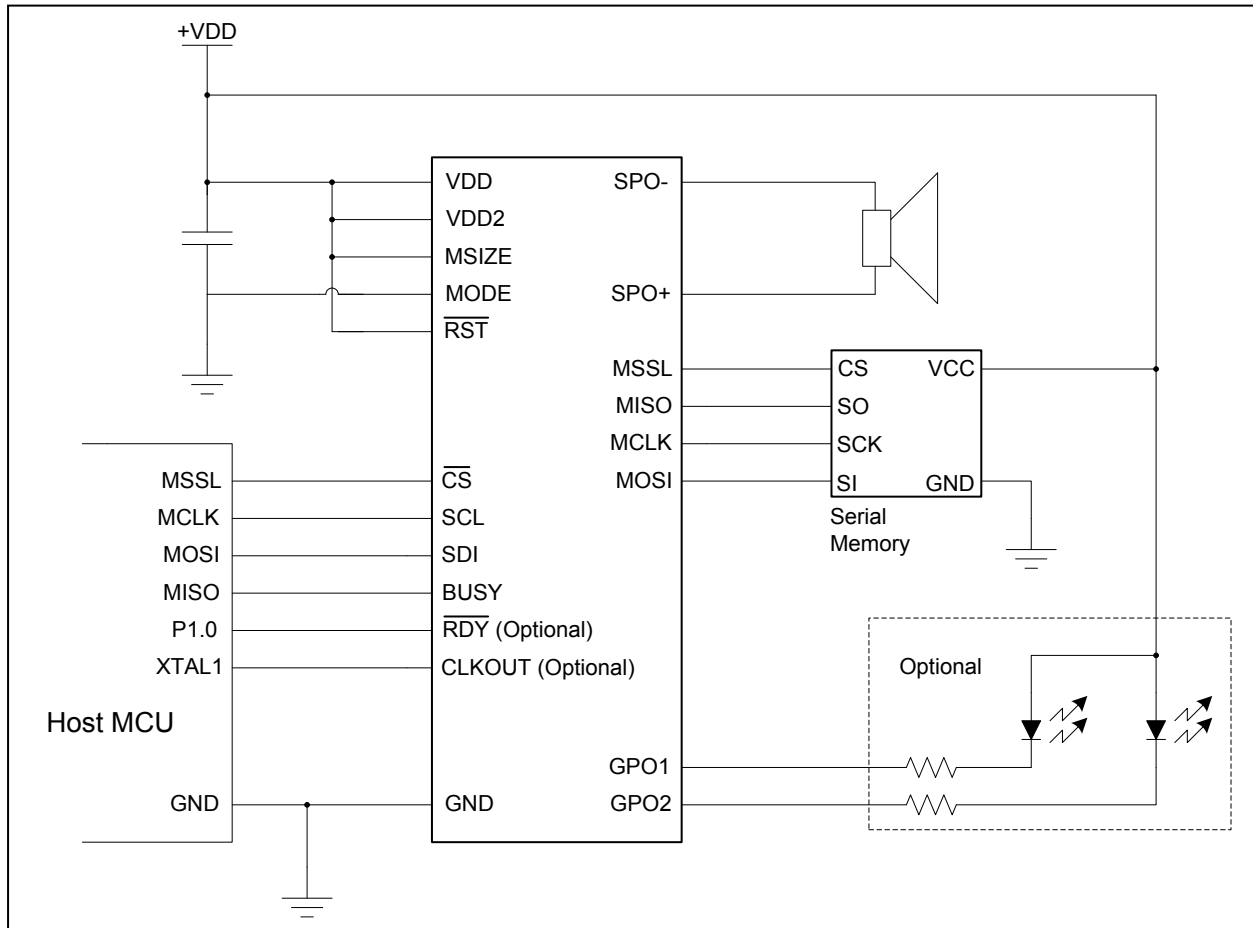 +VDD
VDD
VDD2
MSIZE
MODE
RST
SPO-
SPO+
MSSL
MISO
MCLK
MOSI
CS
SO
SCK
SI
VCC
GND
Serial
Memory
MSSL
MCLK
MOSI
MISO
P1.0
XTAL1
Host MCU
GND
CS
SCL
SDI
BUSY
RDY (Optional)
CLKOUT (Optional)
GND
GPO1
GPO2
Optional